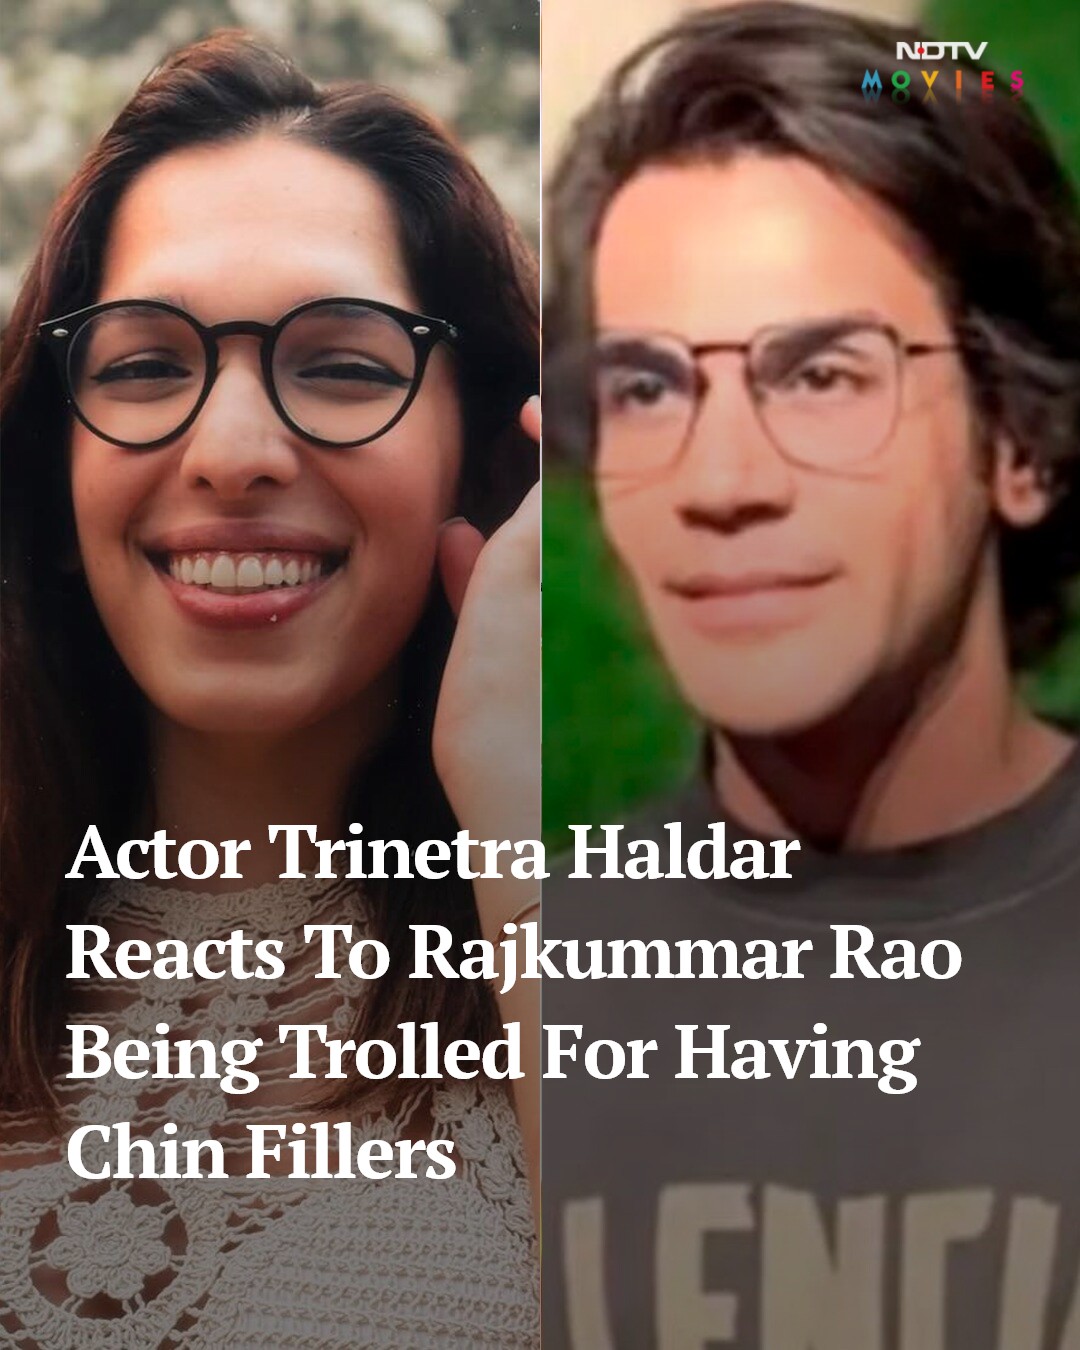 NDTV
MOVIES
Actor Trinetra Haldar
Reacts To Rajkummar Rao
Being Trolled For Having
Chin Fillers